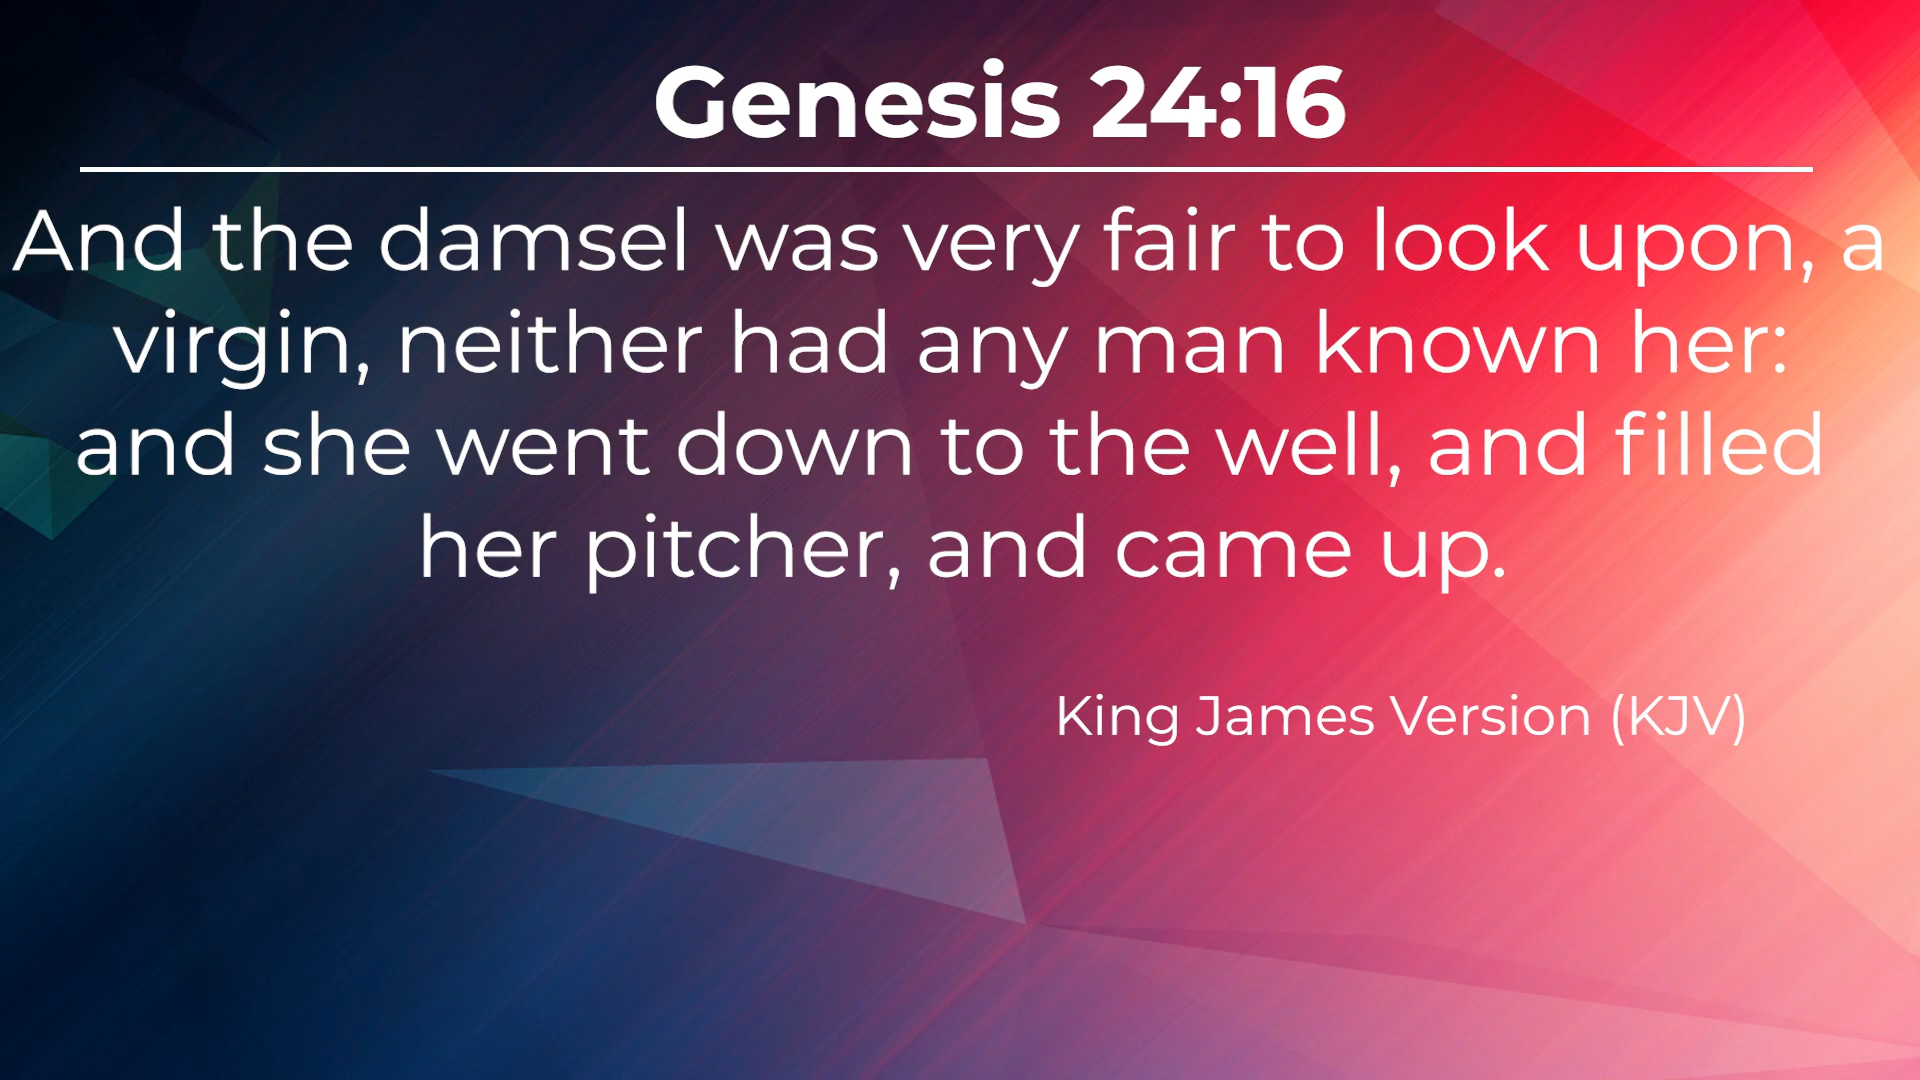 Genesis 24:16
And the damsel was very fair to look upon, a
virgin, neither had any man known her:
and she went down to the well, and filled
her pitcher, and came up.
King James Version (KJV)